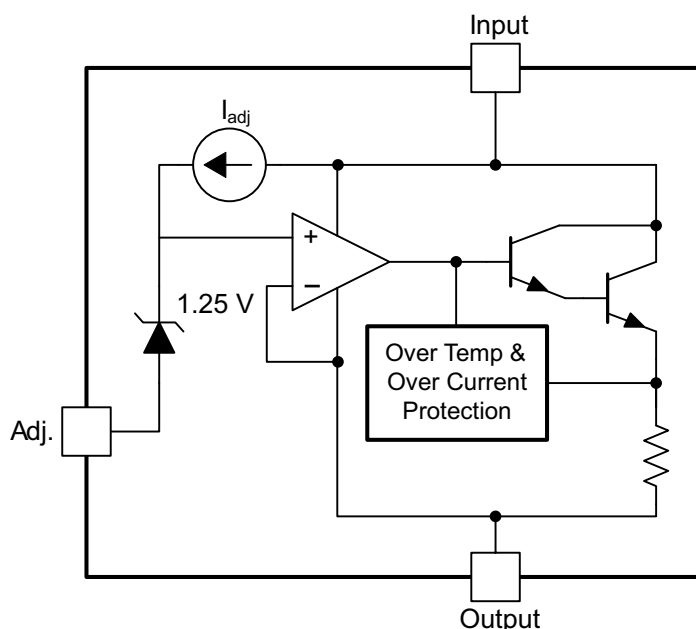 Input
Iadj
+
−
1.25 V
Over Temp &
Over Current
Protection
Adj.
Output